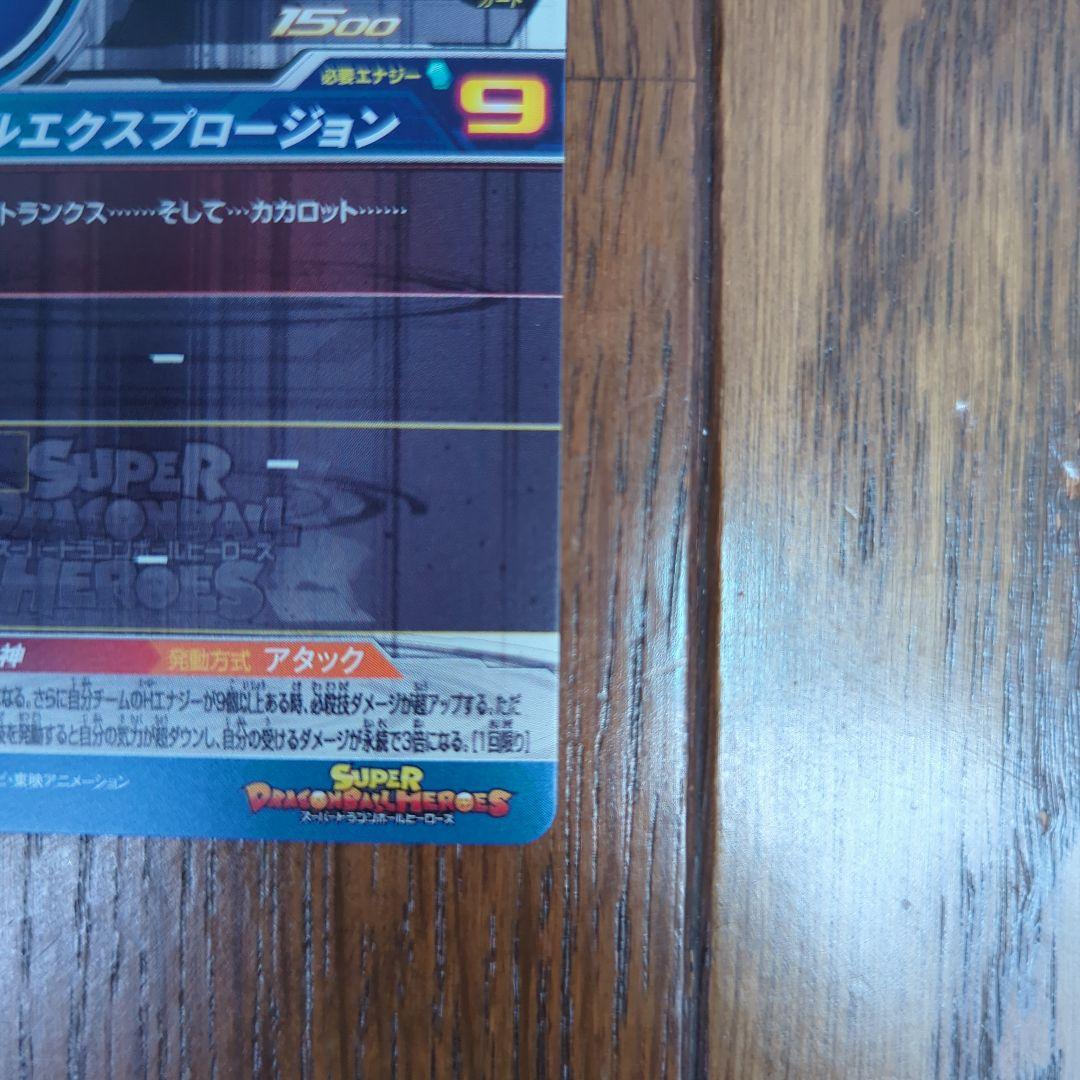 カード
1500
必要エナジー 9
ルエクスプロージョン
トランクス……そして…カカロット……
SUPER
DRAGONBALL
スーパードラゴンボールヒーローズ
HEROES
神 発動方式 アタック
なる。さらに自分チームのHエナジーが9個以上ある時、必殺技ダメージが超アップする。ただ
を発動すると自分の気力が超ダウンし、自分の受けるダメージが永続で3倍になる。[1回限り]
・東映アニメーション
SUPER
DRAGONBALL HEROES
スーパードラゴンボールヒーローズ